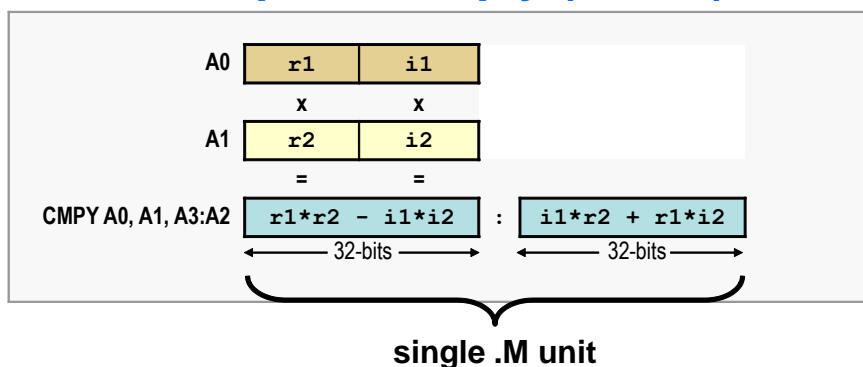 A0 r1 i1
x x
A1 r2 i2
= =
CMPY A0, A1, A3:A2 r1*r2 - i1*i2 : i1*r2 + r1*i2
32-bits 32-bits
single .M unit